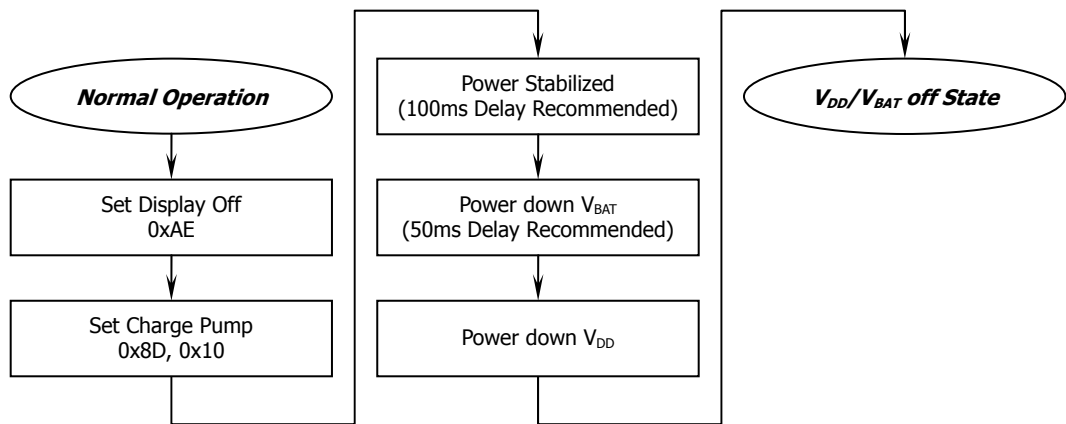 Normal Operation
Set Display Off
0xAE
Set Charge Pump
0x8D, 0x10
Power Stabilized
(100ms Delay Recommended)
Power down VBAT
(50ms Delay Recommended)
Power down VDD
VDD/VBAT off State